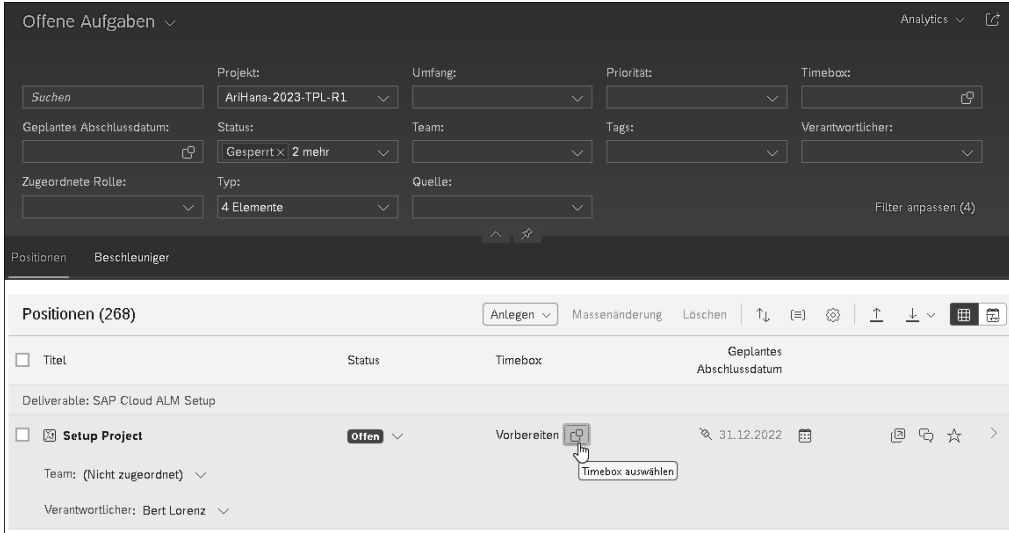 Offene Aufgaben
Analytics
Projekt:
Umfang:
Priorität:
Timebox:
Suchen
AriHana-2023-TPL-R1
Geplantes Abschlussdatum:
Status:
Team:
Tags:
Verantwortlicher:
Gesperrt × 2 mehr
Zugeordnete Rolle:
Typ:
Quelle:
4 Elemente
Filter anpassen (4)
Positionen
Beschleuniger
Positionen (268)
Anlegen
Massenänderung
Löschen
Titel
Status
Timebox
Geplantes
Abschlussdatum
Deliverable: SAP Cloud ALM Setup
Setup Project
Offen
Vorbereiten
31.12.2022
Timebox auswählen
Team: (Nicht zugeordnet)
Verantwortlicher: Bert Lorenz